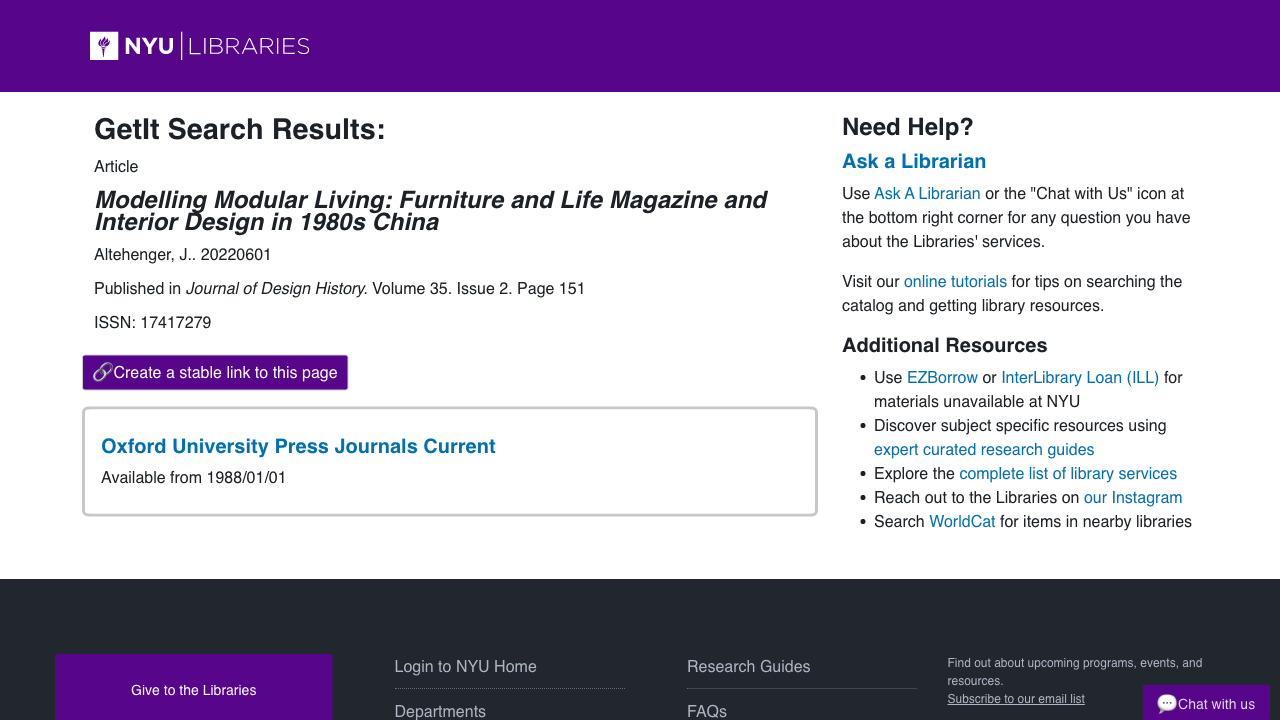 NYU LIBRARIES
GetIt Search Results:
Article
Modelling Modular Living: Furniture and Life Magazine and
Interior Design in 1980s China
Altehenger, J.. 20220601
Published in Journal of Design History. Volume 35. Issue 2. Page 151
ISSN: 17417279
Create a stable link to this page
Oxford University Press Journals Current
Available from 1988/01/01
Need Help?
Ask a Librarian
Use Ask A Librarian or the "Chat with Us" icon at
the bottom right corner for any question you have
about the Libraries' services.
Visit our online tutorials for tips on searching the
catalog and getting library resources.
Additional Resources
• Use EZBorrow or InterLibrary Loan (ILL) for
materials unavailable at NYU
• Discover subject specific resources using
expert curated research guides
• Explore the complete list of library services
• Reach out to the Libraries on our Instagram
• Search WorldCat for items in nearby libraries
Give to the Libraries
Login to NYU Home
Departments
Research Guides
FAQs
Find out about upcoming programs, events, and
resources.
Subscribe to our email list
Chat with us